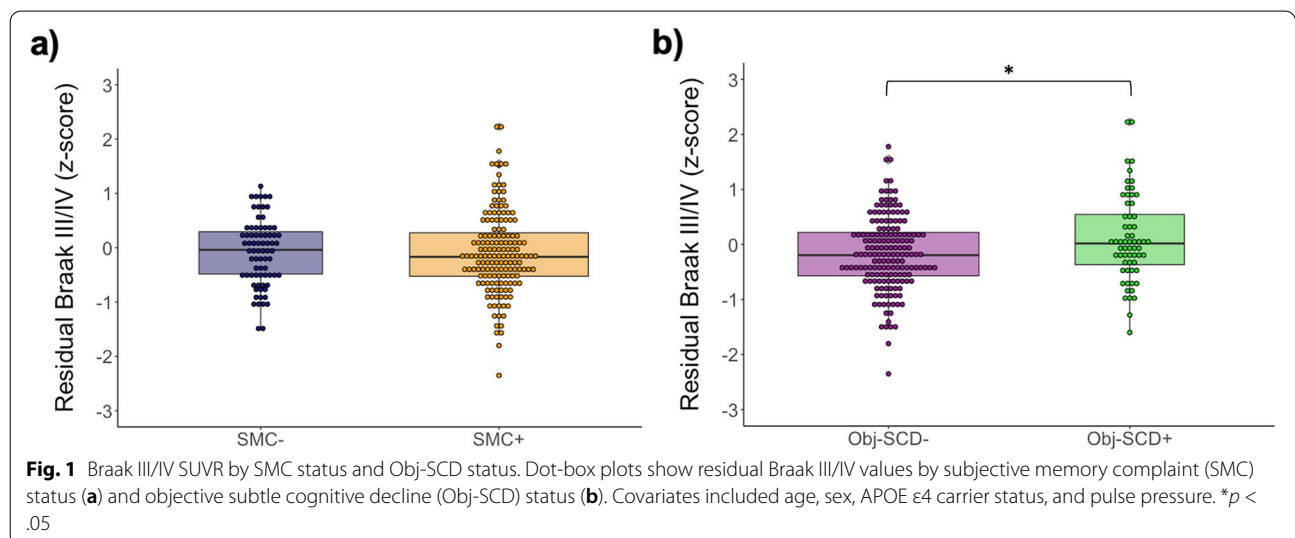 a)
Residual Braak III/IV (z-score)
3
2
1
0
-1
-2
-3
SMC-
SMC+
b)
*
Residual Braak III/IV (z-score)
3
2
1
0
-1
-2
-3
Obj-SCD-
Obj-SCD+
Fig. 1 Braak III/IV SUVR by SMC status and Obj-SCD status. Dot-box plots show residual Braak III/IV values by subjective memory complaint (SMC)
status (a) and objective subtle cognitive decline (Obj-SCD) status (b). Covariates included age, sex, APOE ε4 carrier status, and pulse pressure. *p <
.05